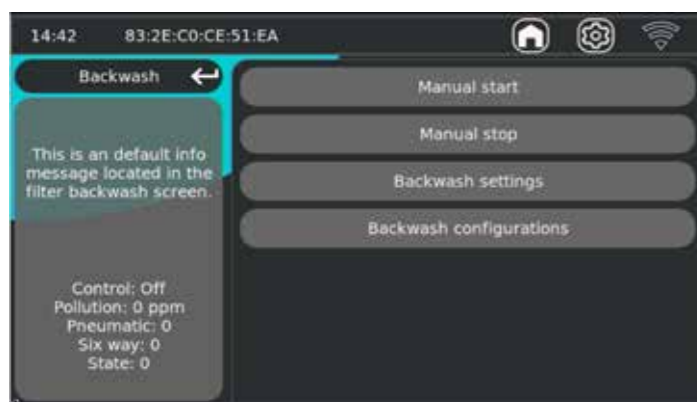 14:42 83:2E:C0:CE:51:EA
Backwash
This is an default info
message located in the
filter backwash screen.
Control: Off
Pollution: 0 ppm
Pneumatic: 0
Six way: 0
State: 0
Manual start
Manual stop
Backwash settings
Backwash configurations